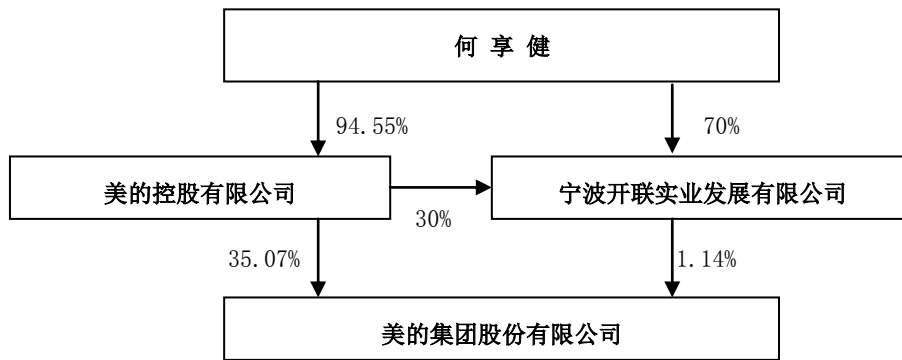 何 享 健
94.55%
70%
美的控股有限公司
宁波开联实业发展有限公司
30%
35.07%
1.14%
美的集团股份有限公司